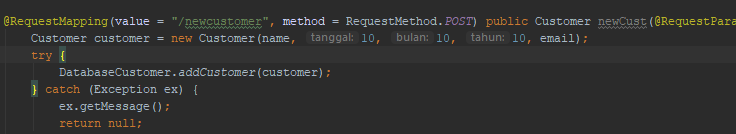 @RequestMapping(value = "/newcustomer", method = RequestMethod.POST) public Customer newCust(@RequestPara
Customer customer = new Customer(name, tanggal: 10, bulan: 10, tahun: 10, email);
try {
DatabaseCustomer.addCustomer(customer);
} catch (Exception ex) {
ex.getMessage();
return null;